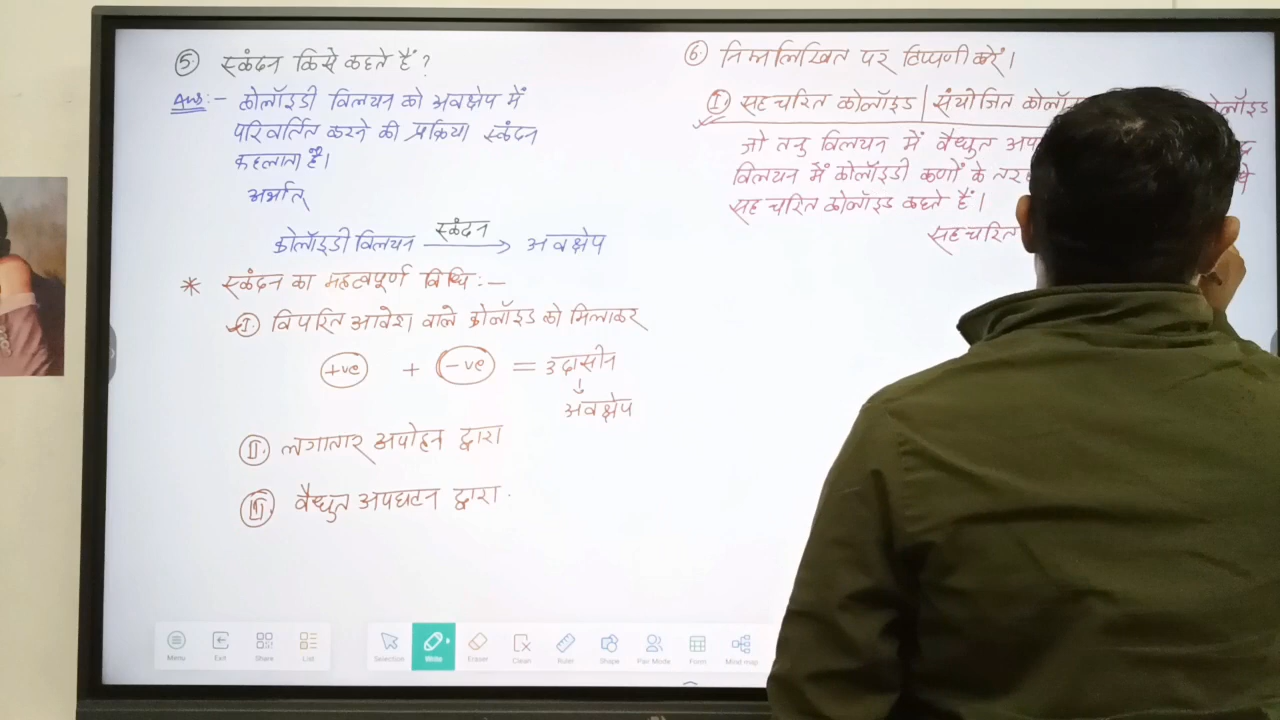 ⑤ स्कंदन किसे कहते हैं ?
Ans:- कोलॉइडी विलयन को अवक्षेप में
परिवर्तित करने की प्रक्रिया स्कंदन
कहलाता है।
अर्थात्
कोलॉइडी विलयन ⟶ अवक्षेप
स्कंदन
* स्कंदन का महत्वपूर्ण विधि :-
I. विपरित आवेश वाले कोलॉइड को मिलाकर
+ve + -ve = उदासीन
↓
अवक्षेप
II. लगातार अपोहन द्वारा
III. वैद्युत अपघटन द्वारा.
⑥ निम्नलिखित पर टिप्पणी करें।
I. सहचरित कोलॉइड | संयोजित
जो तनु विलयन में वैद्युत
विलयन में कोलॉइडी कणों के
सह चरित कोलॉइड कहते हैं।
सहचरित
Menu Exit Share List Selection Write Eraser Clean Ruler Shape Pair Mode Form Mind map